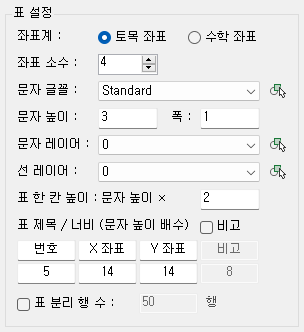 표 설정
좌표계 : 토목 좌표 수학 좌표
좌표 소수 : 4
문자 글꼴 : Standard
문자 높이 : 3 폭 : 1
문자 레이어 : 0
선 레이어 : 0
표 한 칸 높이 : 문자 높이 × 2
표 제목 / 너비 (문자 높이 배수) 비고
번호 X 좌표 Y 좌표 비고
5 14 14 8
표 분리 행 수 : 50 행